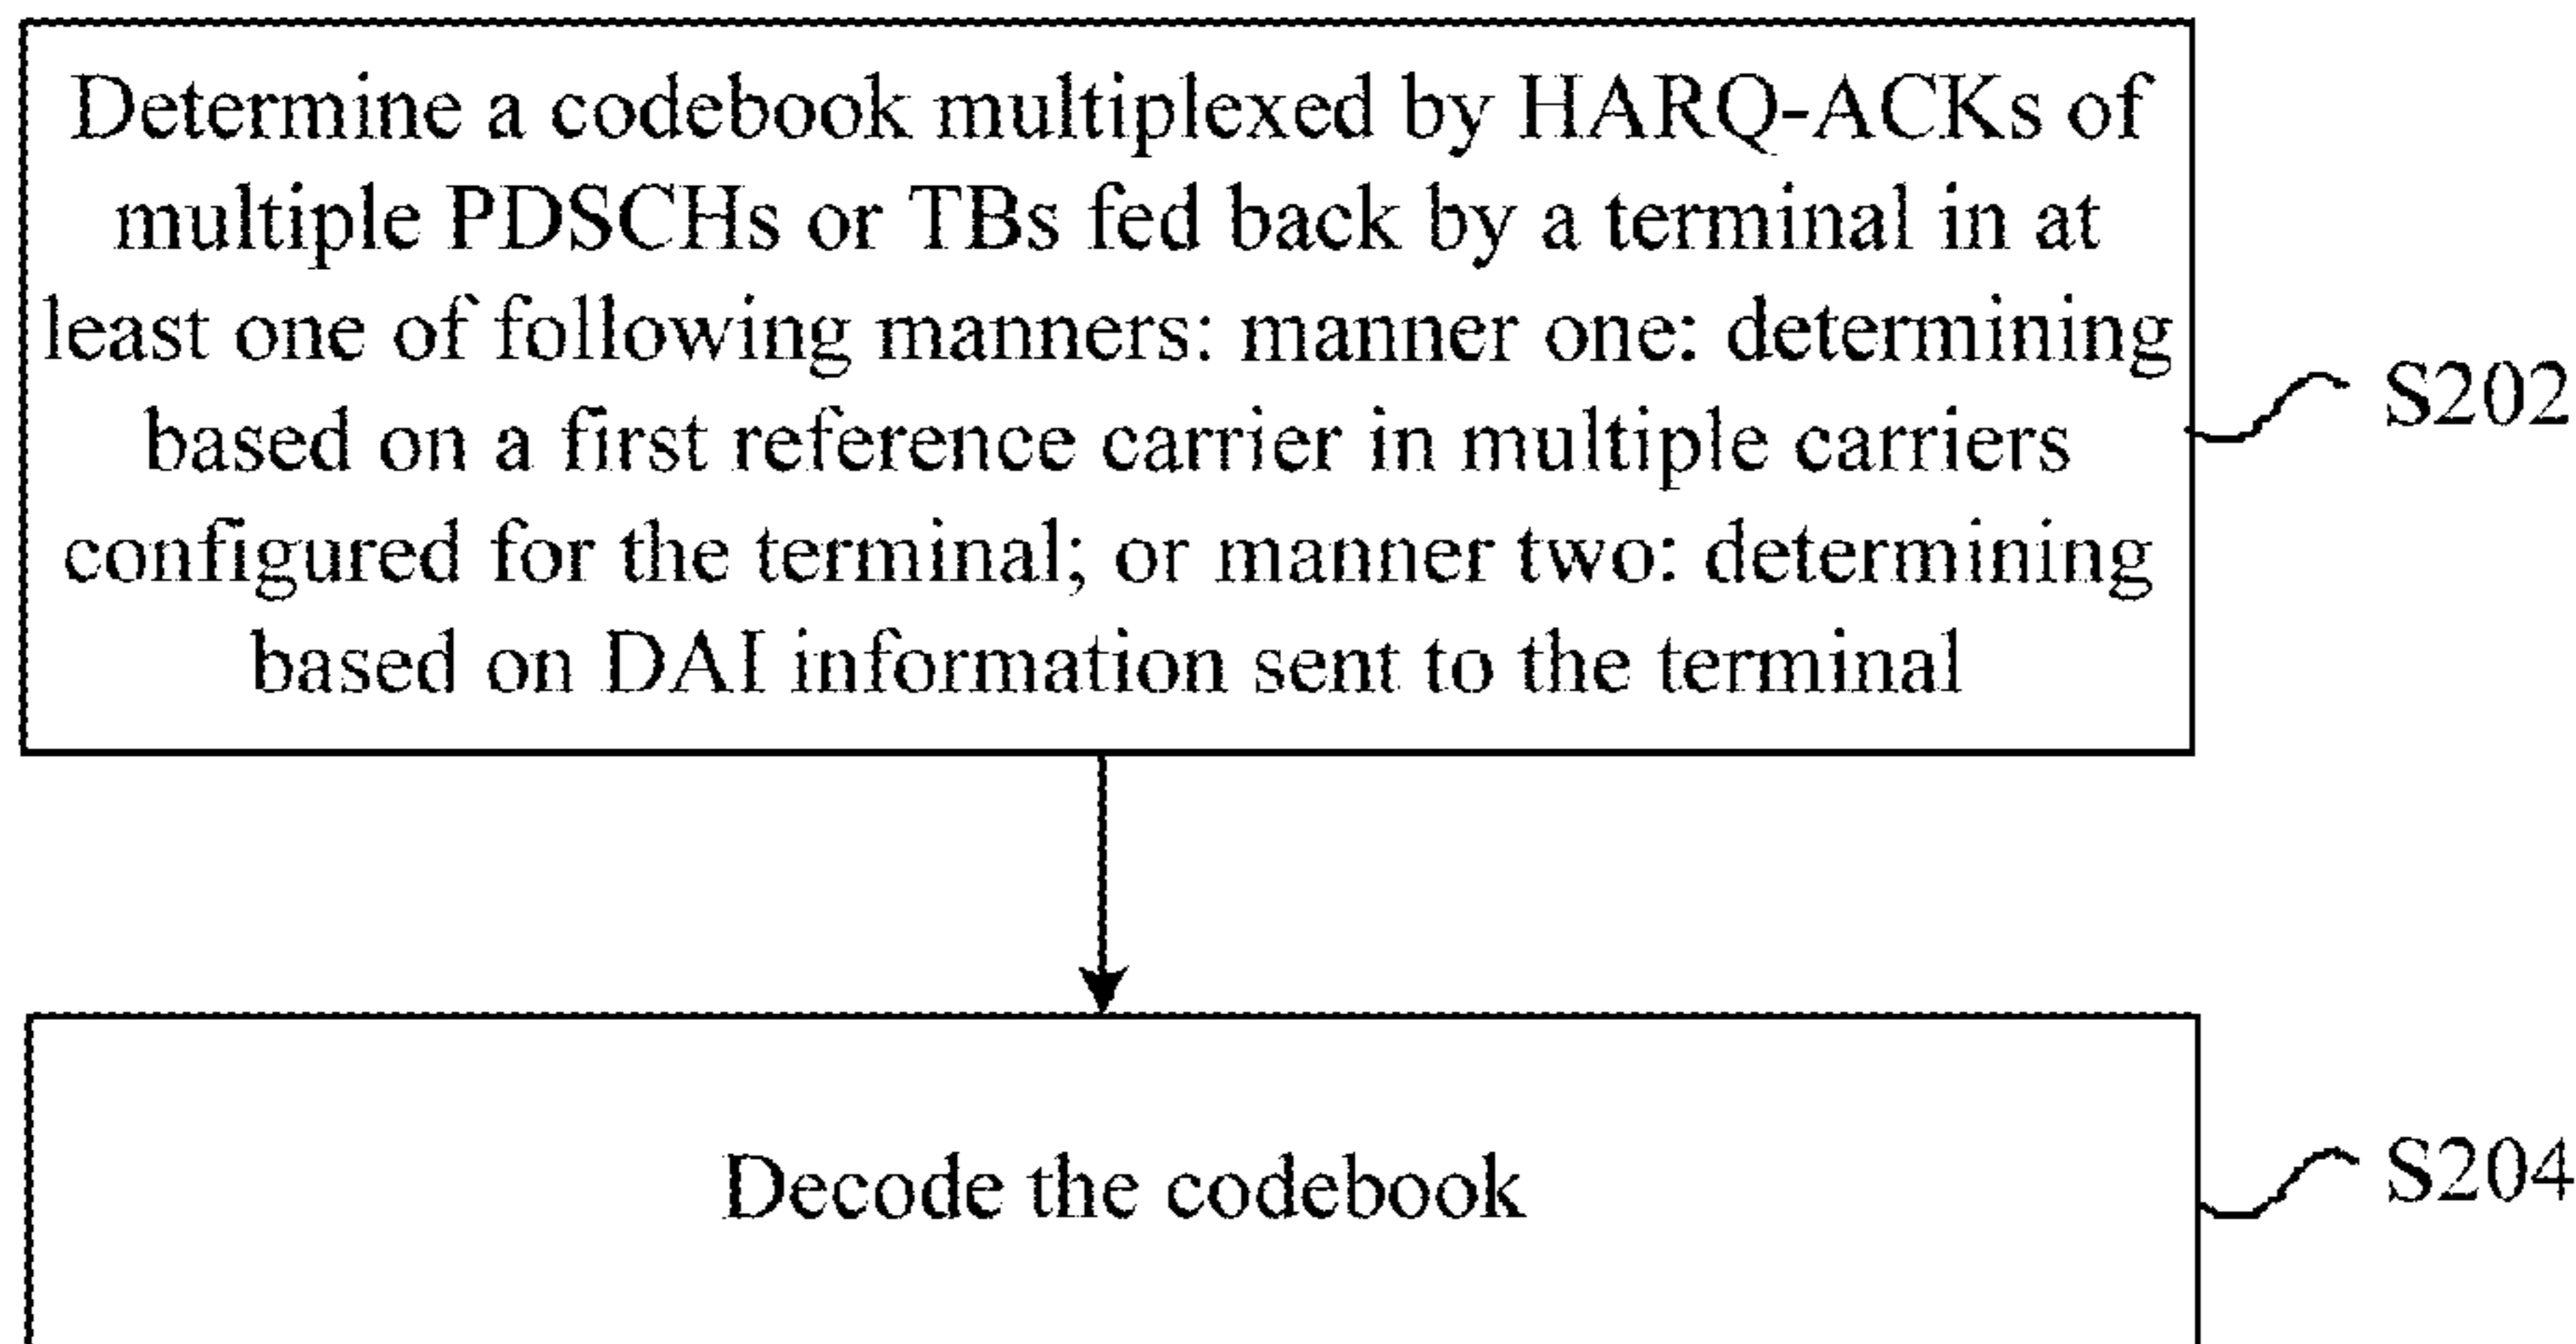 Determine a codebook multiplexed by HARQ-ACKs of
multiple PDSCHs or TBs fed back by a terminal in at
least one of following manners: manner one: determining
based on a first reference carrier in multiple carriers
configured for the terminal; or manner two: determining
based on DAI information sent to the terminal
S202
Decode the codebook
S204